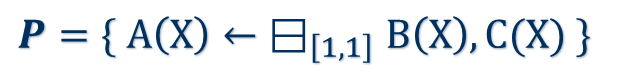 P = { A(X) ← ⊟[1,1] B(X), C(X) }